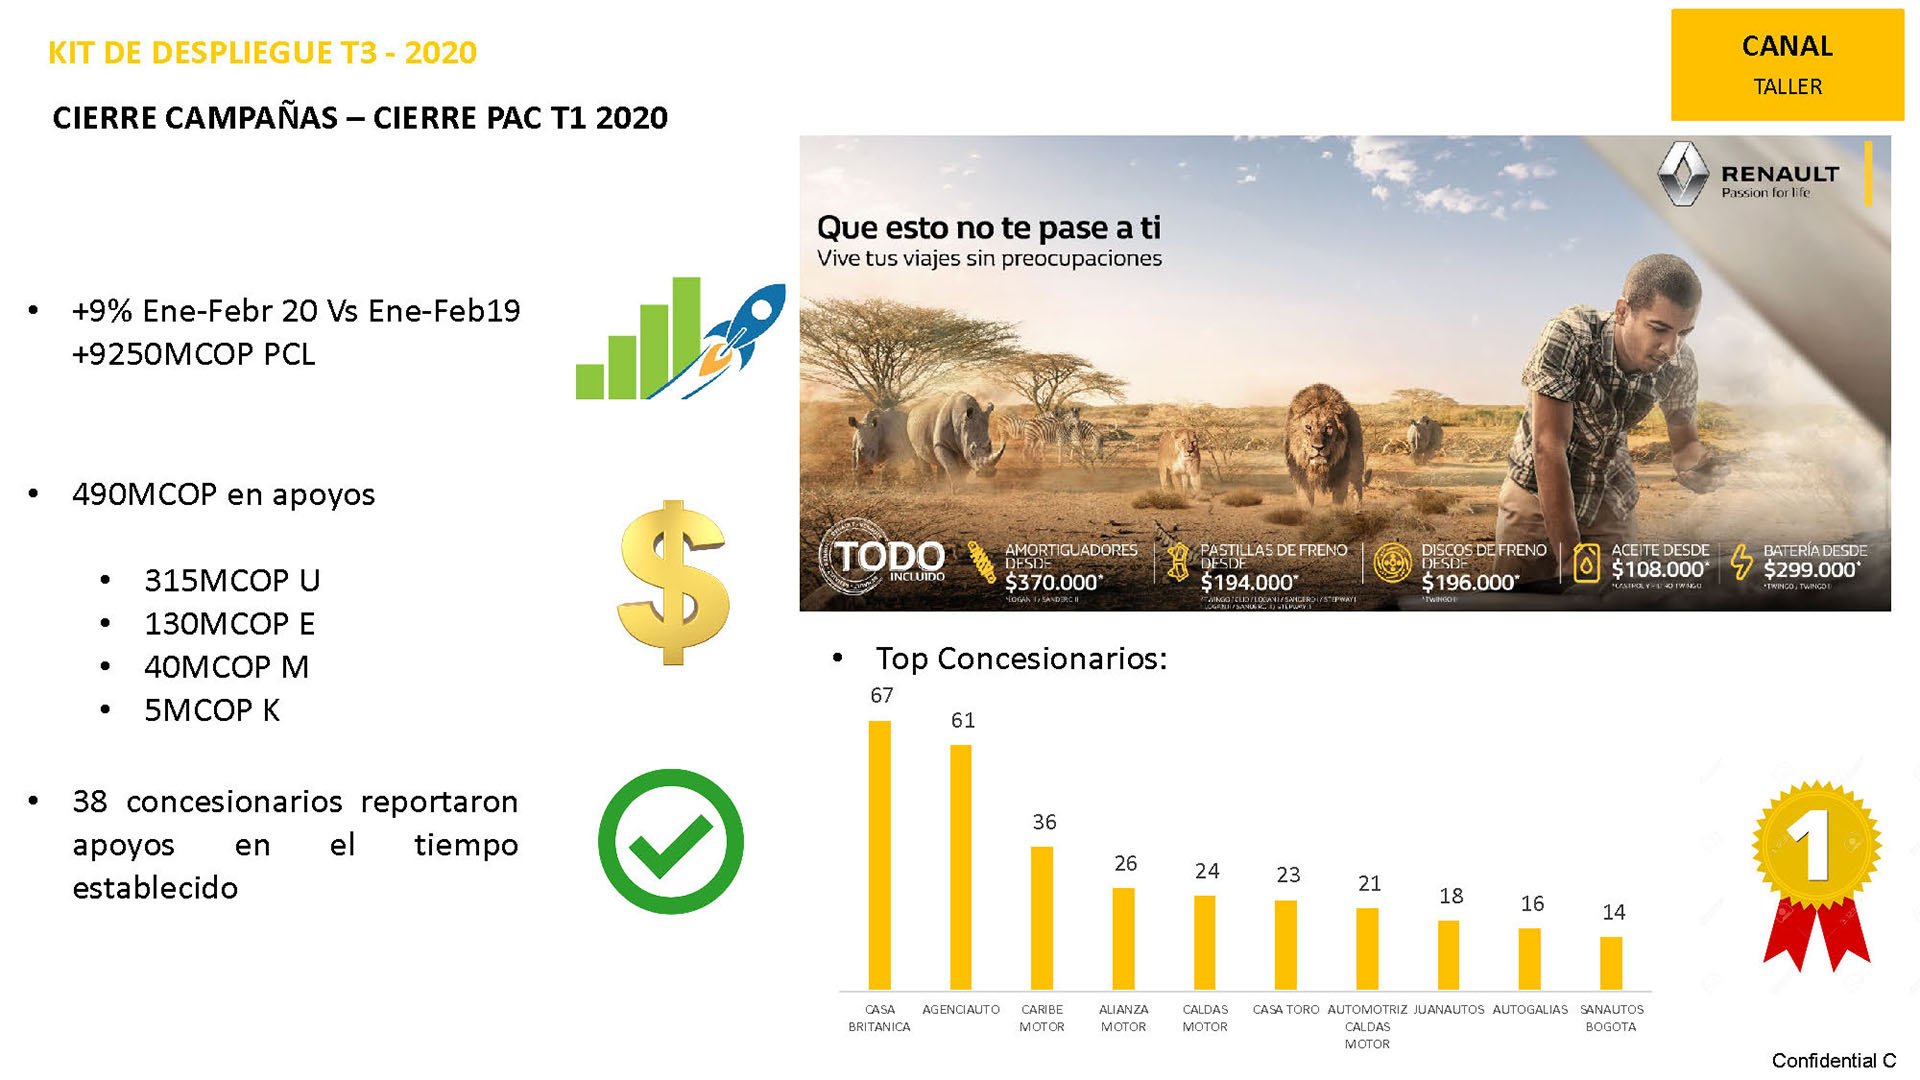 KIT DE DESPLIEGUE T3 - 2020
CANAL
TALLER
CIERRE CAMPAÑAS – CIERRE PAC T1 2020
RENAULT
Passion for life
Que esto no te pase a ti
Vive tus viajes sin preocupaciones
• +9% Ene-Febr 20 Vs Ene-Feb19
+9250MCOP PCL
• 490MCOP en apoyos
• 315MCOP U
• 130MCOP E
• 40MCOP M
• 5MCOP K
• 38 concesionarios reportaron
apoyos en el tiempo
establecido
TODO
INCLUIDO
AMORTIGUADORES
DESDE
$370.000*
*LOGAN II / SANDERO II
PASTILLAS DE FRENO
DESDE
$194.000*
DISCOS DE FRENO
DESDE
$196.000*
*TWINGO I
ACEITE DESDE
$108.000*
BATERÍA DESDE
$299.000*
• Top Concesionarios:
67
61
36
26
24
23
21
18
16
14
CASA BRITANICA
AGENCIAUTO
CARIBE MOTOR
ALIANZA MOTOR
CALDAS MOTOR
CASA TORO
AUTOMOTRIZ CALDAS MOTOR
JUANAUTOS
AUTOGALIAS
SANAUTOS BOGOTA
1
Confidential C